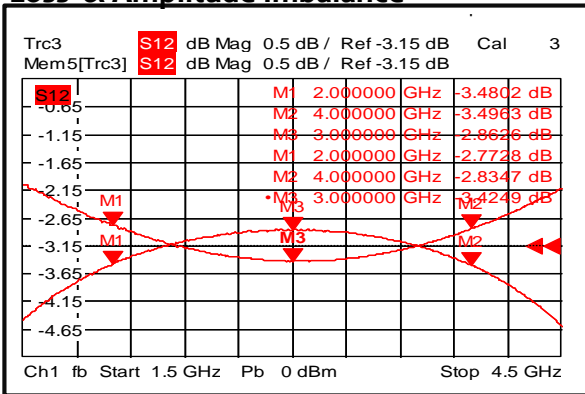 Loss & Amplitude Imbalance
Trc3 S12 dB Mag 0.5 dB / Ref -3.15 dB Cal 3
Mem5[Trc3] S12 dB Mag 0.5 dB / Ref -3.15 dB
S12
-0.65
-1.15
-1.65
-2.15
-2.65
-3.15
-3.65
-4.15
-4.65
M1 2.000000 GHz -3.4802 dB
M2 4.000000 GHz -3.4963 dB
M3 3.000000 GHz -2.8626 dB
M1 2.000000 GHz -2.7728 dB
M2 4.000000 GHz -2.8347 dB
•M3 3.000000 GHz -3.4249 dB
M1
M3
M2
M1
M3
M2
Ch1 fb Start 1.5 GHz Pb 0 dBm Stop 4.5 GHz